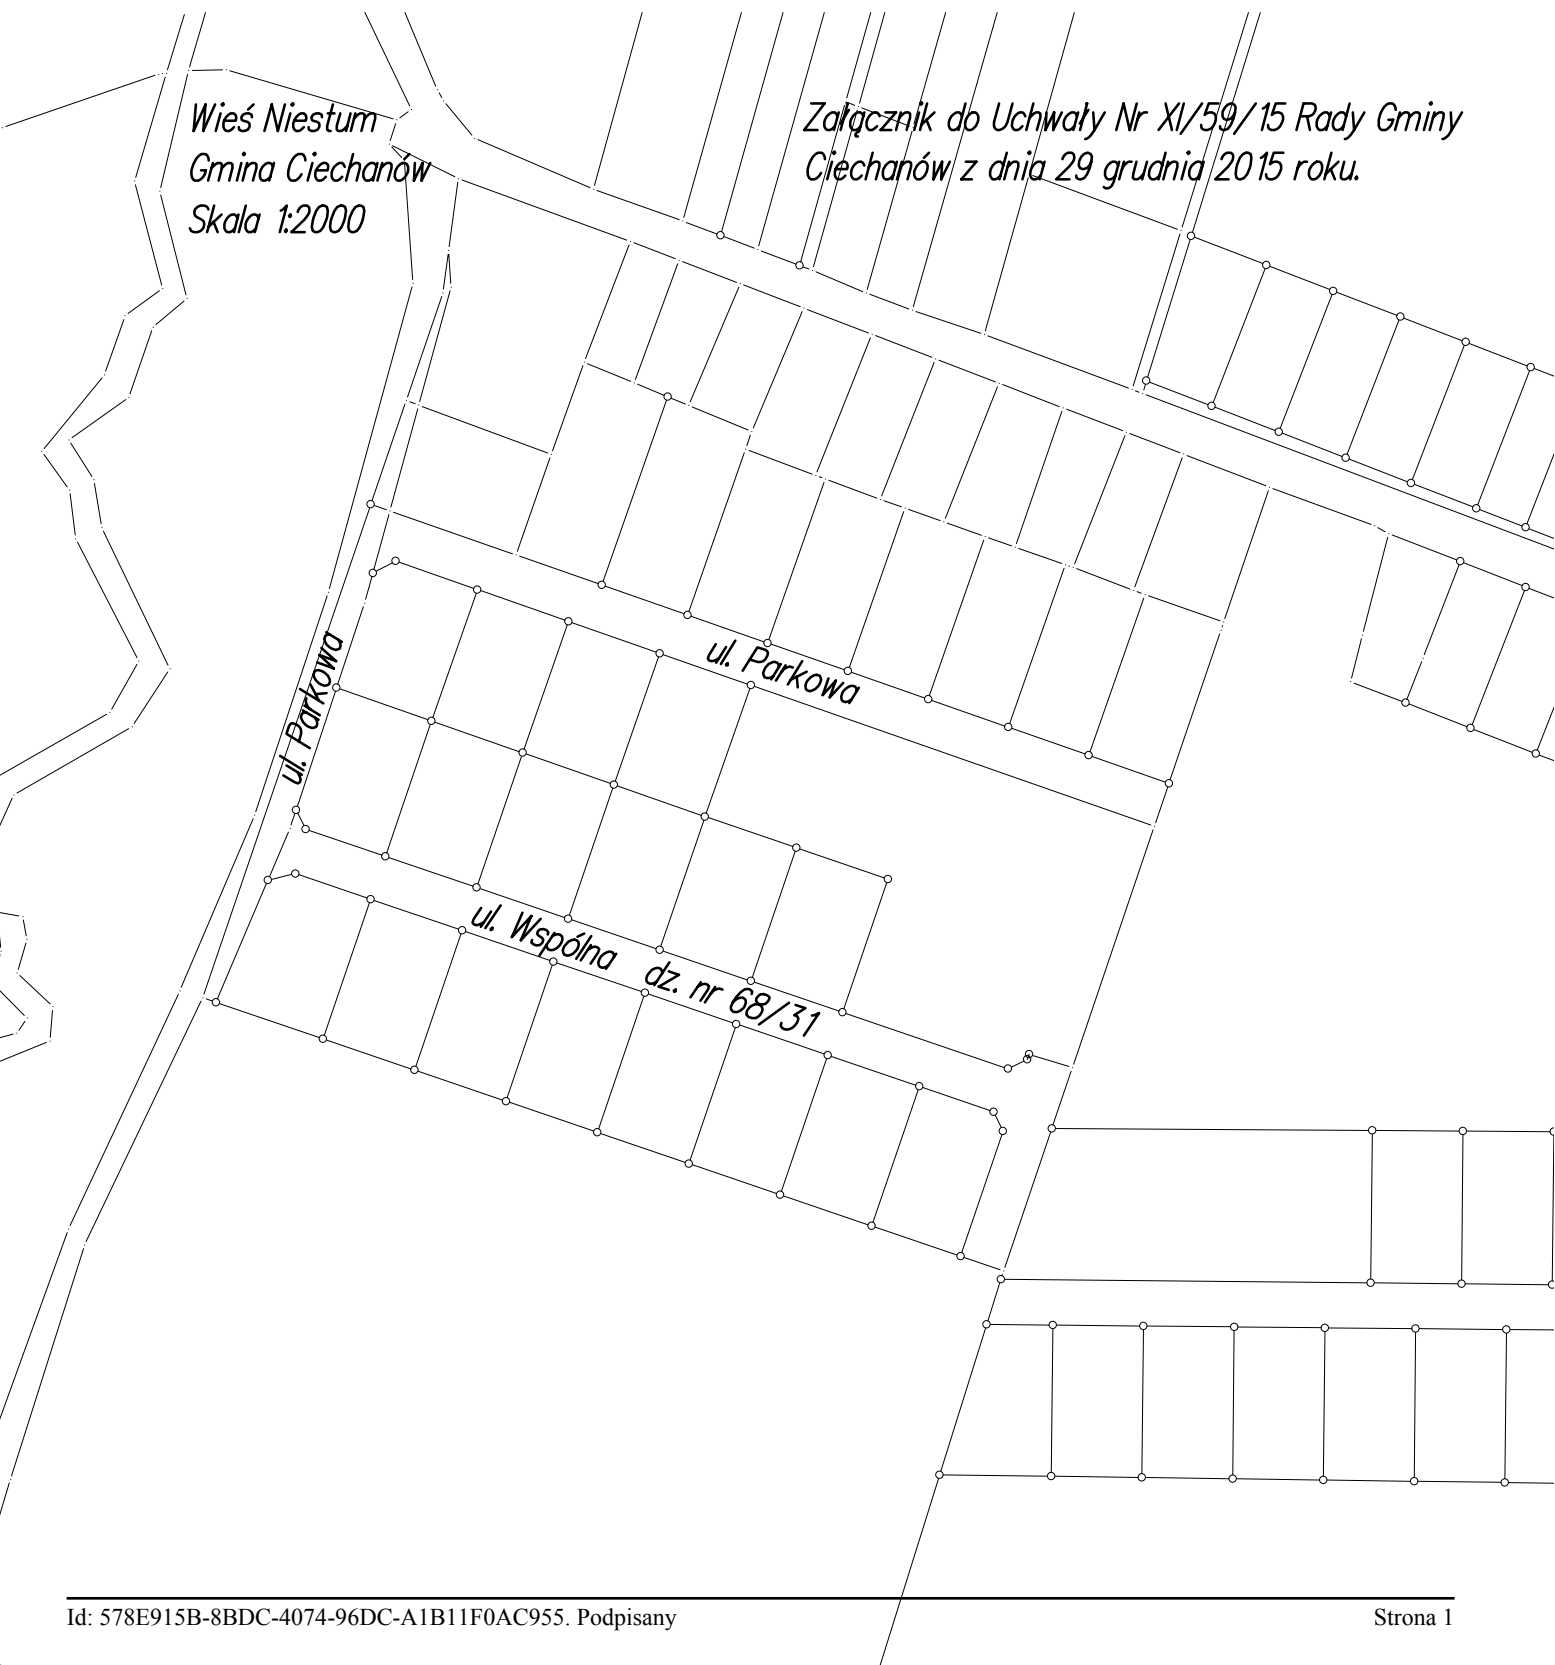 Wieś Niestum
Gmina Ciechanów
Skala 1:2000
Załącznik do Uchwały Nr XI/59/15 Rady Gminy
Ciechanów z dnia 29 grudnia 2015 roku.
ul. Parkowa
ul. Parkowa
ul. Wspólna dz. nr 68/31
Id: 578E915B-8BDC-4074-96DC-A1B11F0AC955. Podpisany
Strona 1